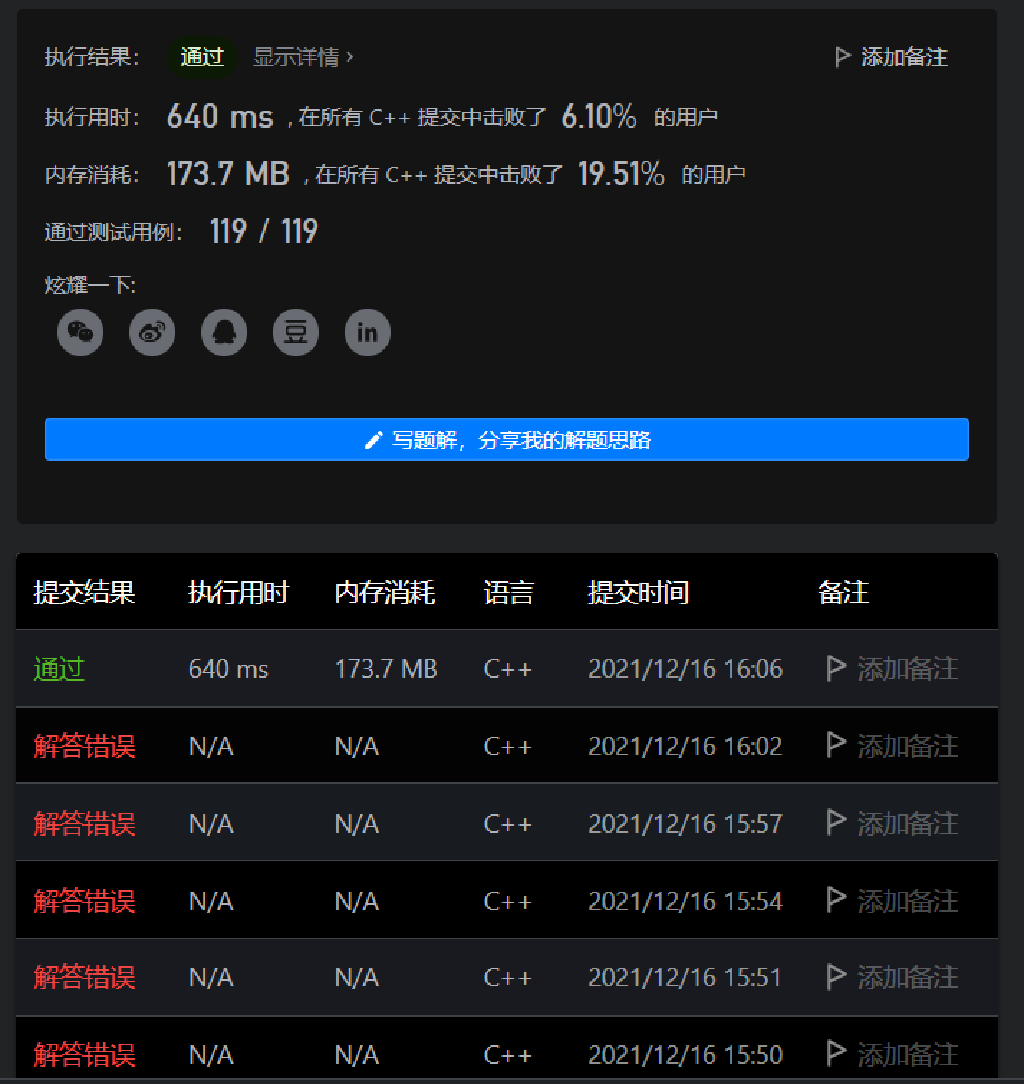 执行结果： 通过 显示详情 › 添加备注
执行用时： 640 ms , 在所有 C++ 提交中击败了 6.10% 的用户
内存消耗： 173.7 MB , 在所有 C++ 提交中击败了 19.51% 的用户
通过测试用例： 119 / 119
炫耀一下:
豆 in
写题解，分享我的解题思路
提交结果 执行用时 内存消耗 语言 提交时间 备注
通过 640 ms 173.7 MB C++ 2021/12/16 16:06 添加备注
解答错误 N/A N/A C++ 2021/12/16 16:02 添加备注
解答错误 N/A N/A C++ 2021/12/16 15:57 添加备注
解答错误 N/A N/A C++ 2021/12/16 15:54 添加备注
解答错误 N/A N/A C++ 2021/12/16 15:51 添加备注
解答错误 N/A N/A C++ 2021/12/16 15:50 添加备注